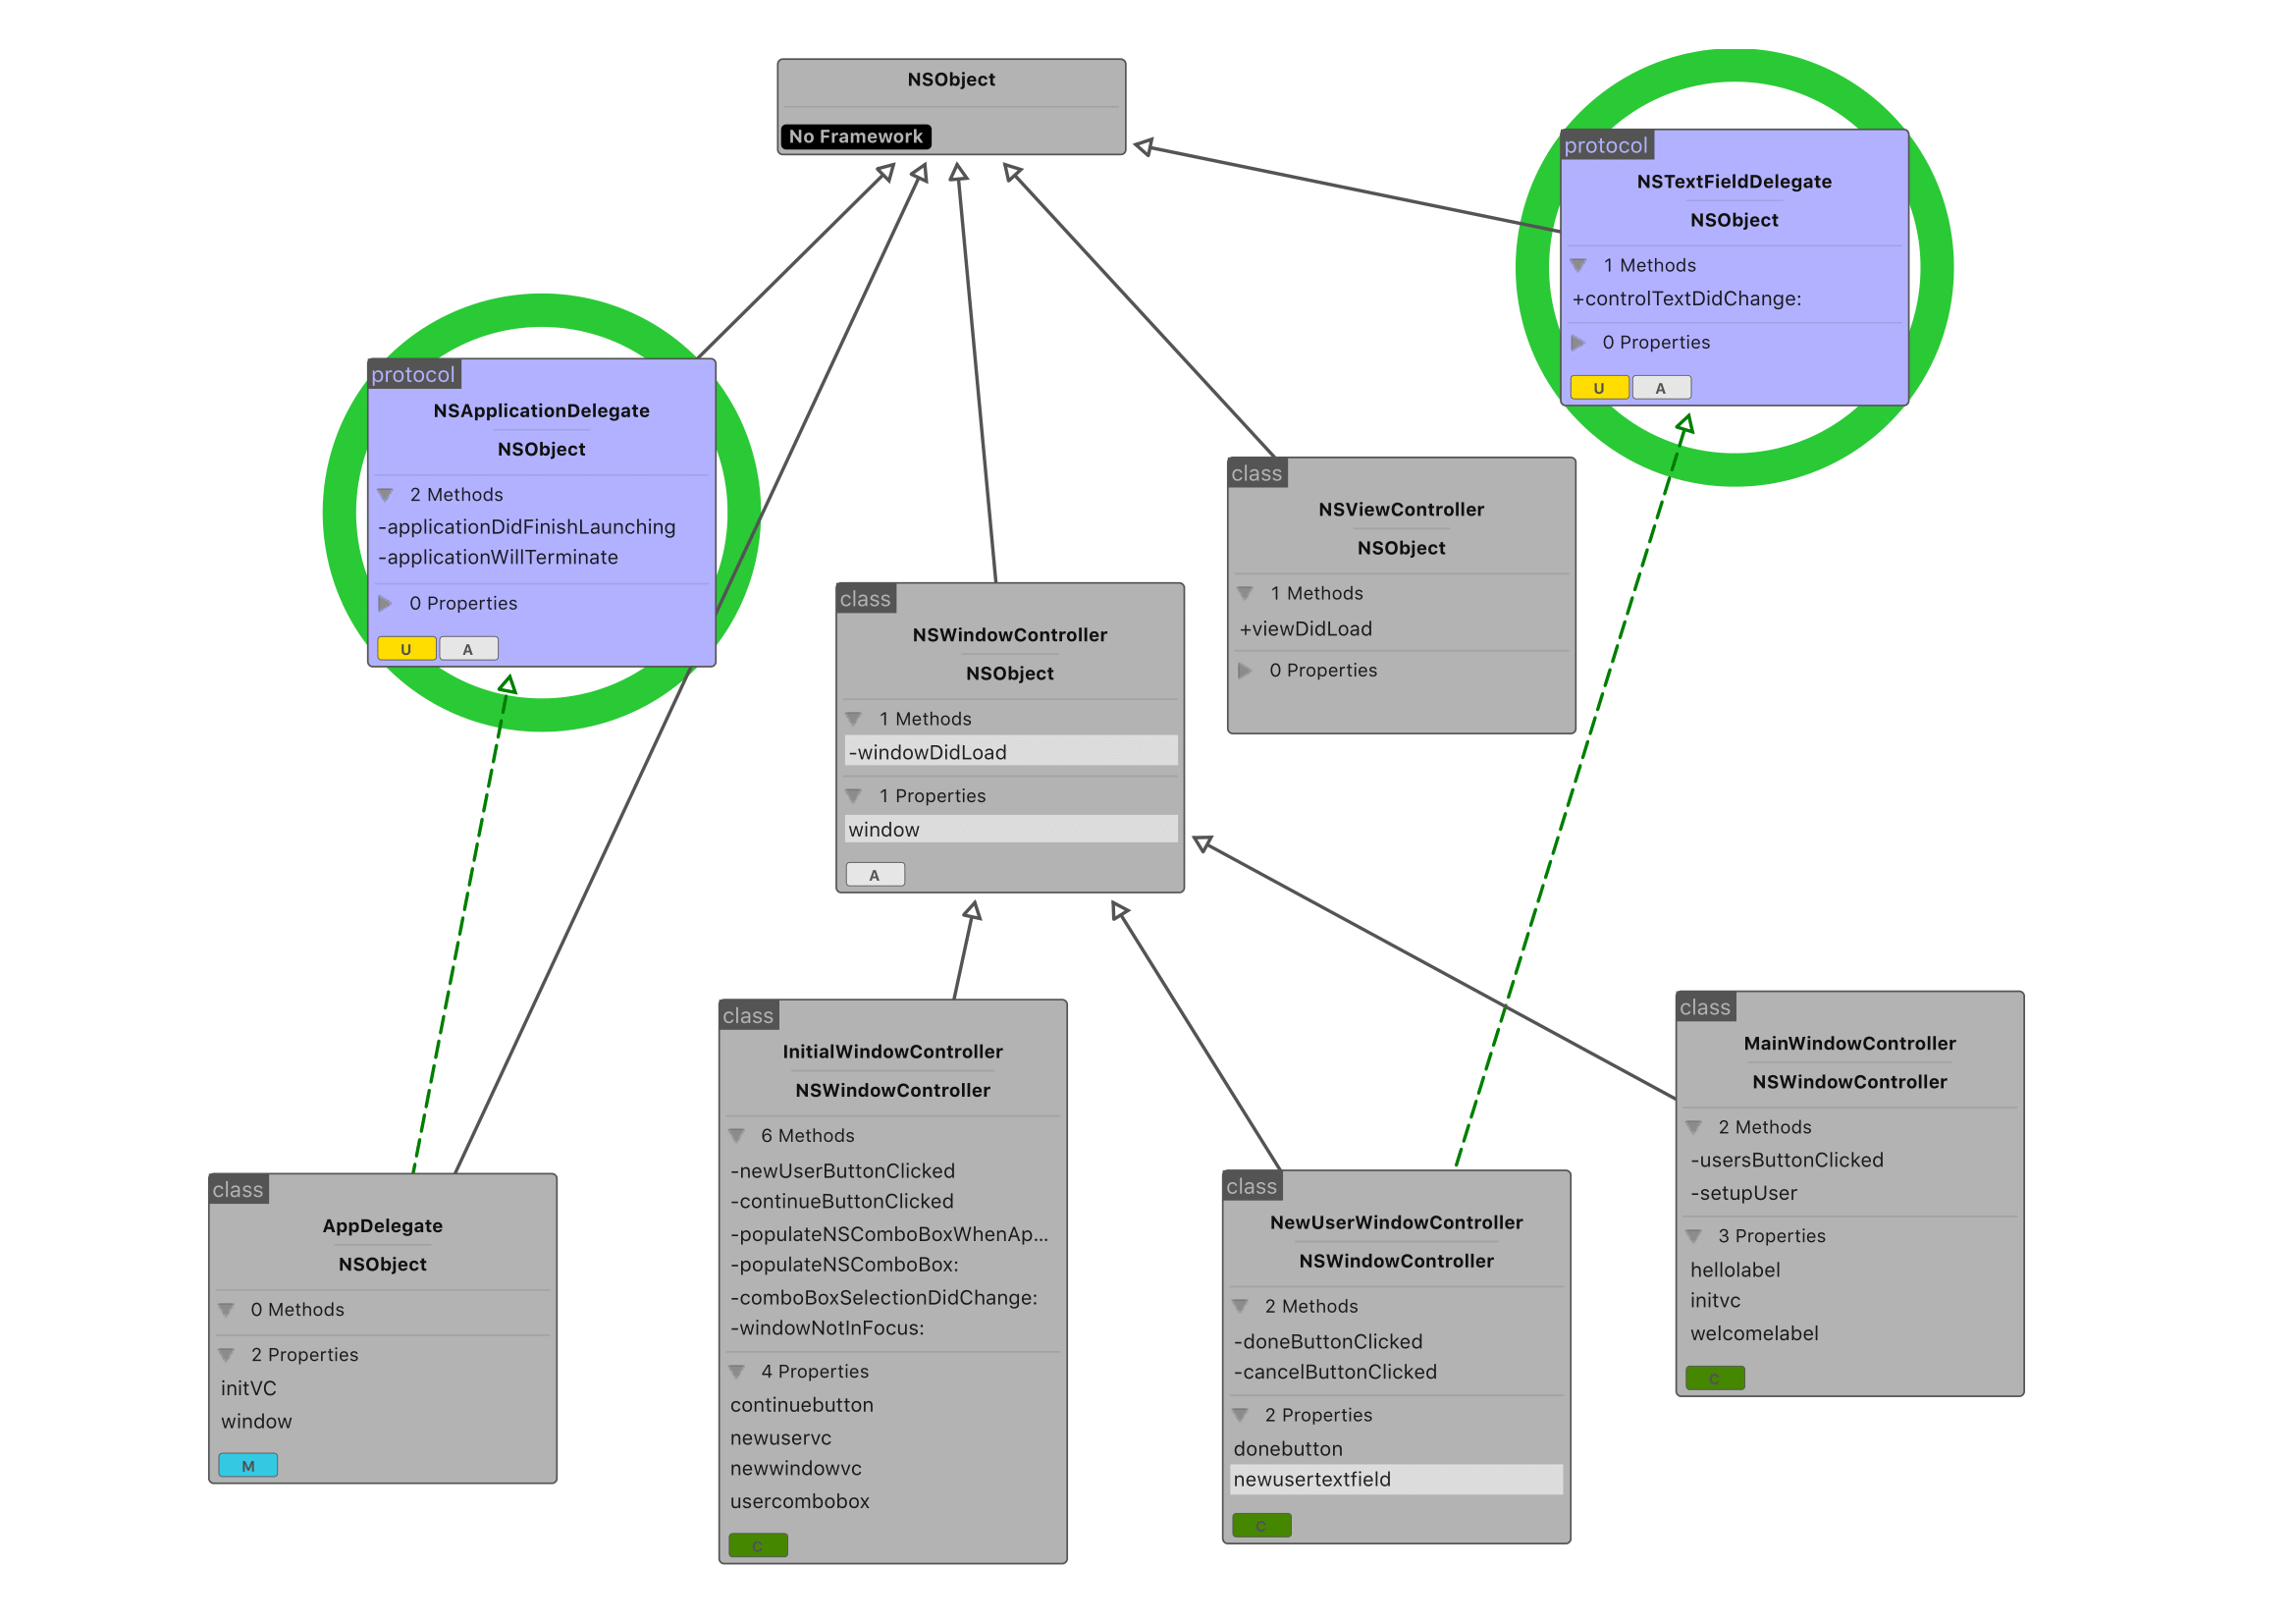 NSObject
No Framework
protocol
NSTextFieldDelegate
NSObject
1 Methods
+controlTextDidChange:
0 Properties
U A
protocol
NSApplicationDelegate
NSObject
2 Methods
-applicationDidFinishLaunching
-applicationWillTerminate
0 Properties
U A
class
NSViewController
NSObject
1 Methods
+viewDidLoad
0 Properties
class
NSWindowController
NSObject
1 Methods
-windowDidLoad
1 Properties
window
A
class
AppDelegate
NSObject
0 Methods
2 Properties
initVC
window
M
class
InitialWindowController
NSWindowController
6 Methods
-newUserButtonClicked
-continueButtonClicked
-populateNSComboBoxWhenAp...
-populateNSComboBox:
-comboBoxSelectionDidChange:
-windowNotInFocus:
4 Properties
continuebutton
newuservc
newwindowvc
usercombobox
C
class
NewUserWindowController
NSWindowController
2 Methods
-doneButtonClicked
-cancelButtonClicked
2 Properties
donebutton
newusertextfield
C
class
MainWindowController
NSWindowController
2 Methods
-usersButtonClicked
-setupUser
3 Properties
hellolabel
initvc
welcomelabel
C